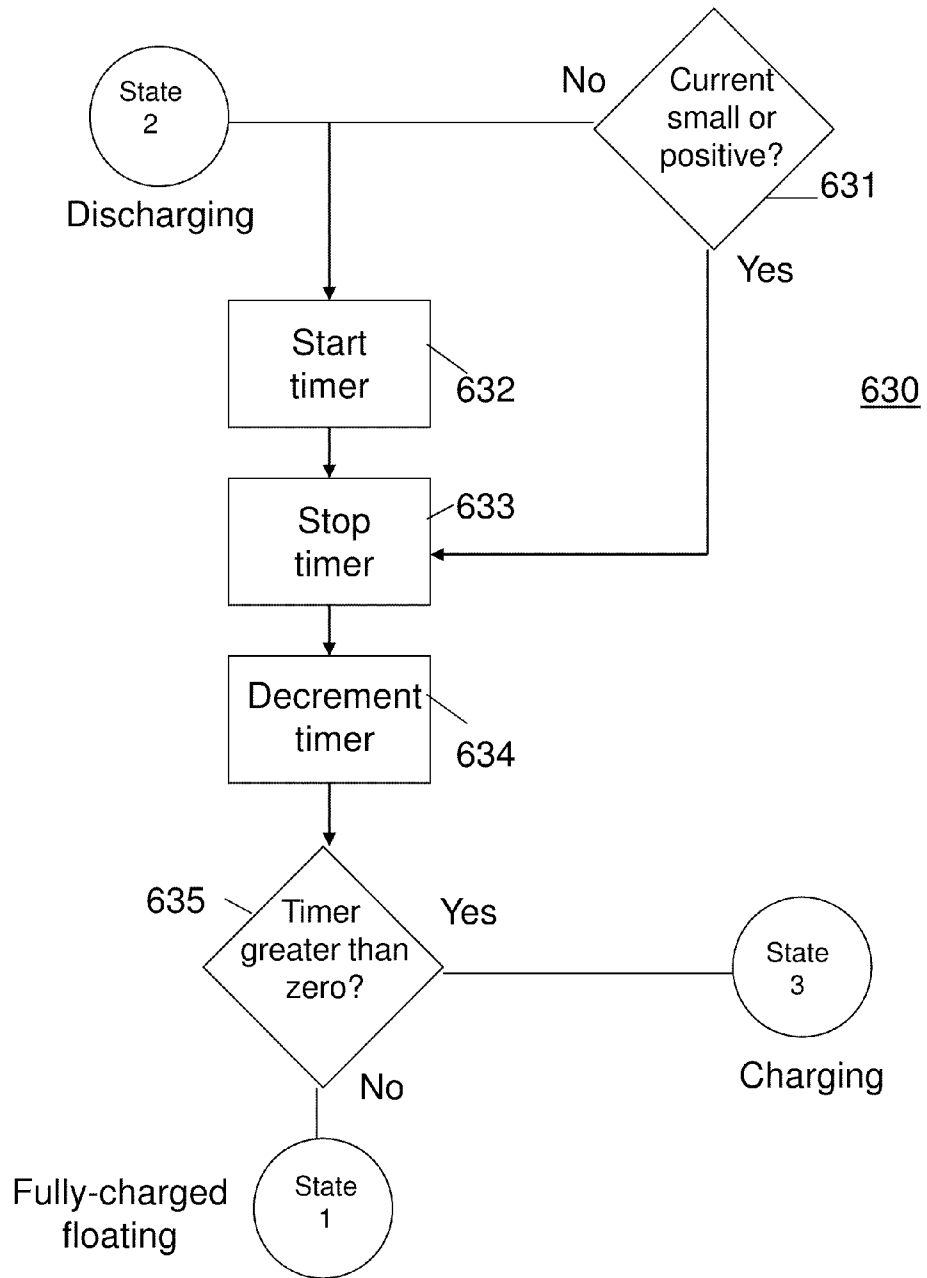 State
2
Discharging
No
Current
small or
positive?
631
Yes
Start
timer
632
630
Stop
timer
633
Decrement
timer
634
635
Timer
greater than
zero?
Yes
State
3
Charging
No
Fully-charged
floating
State
1